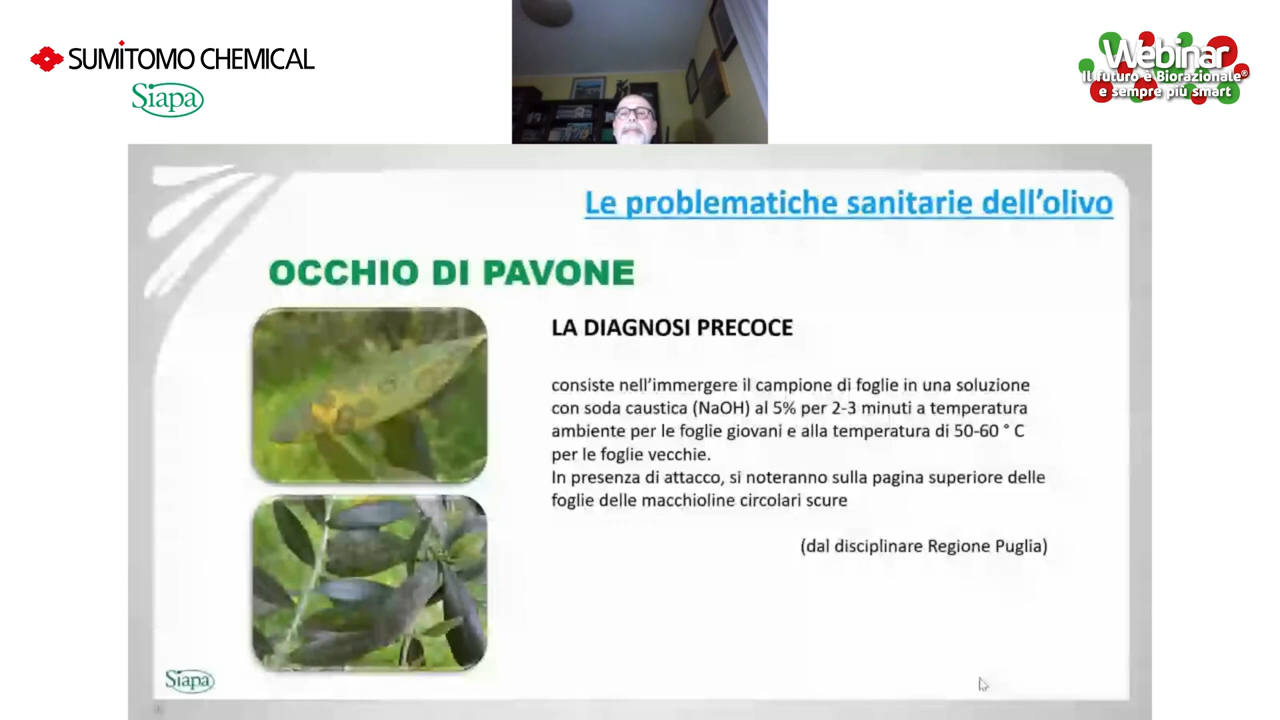 SUMITOMO CHEMICAL
Siapa
Webinar
Il futuro è Biorazionale®
e sempre più smart
Le problematiche sanitarie dell'olivo
OCCHIO DI PAVONE
LA DIAGNOSI PRECOCE
consiste nell'immergere il campione di foglie in una soluzione
con soda caustica (NaOH) al 5% per 2-3 minuti a temperatura
ambiente per le foglie giovani e alla temperatura di 50-60 ° C
per le foglie vecchie.
In presenza di attacco, si noteranno sulla pagina superiore delle
foglie delle macchioline circolari scure
(dal disciplinare Regione Puglia)
Siapa